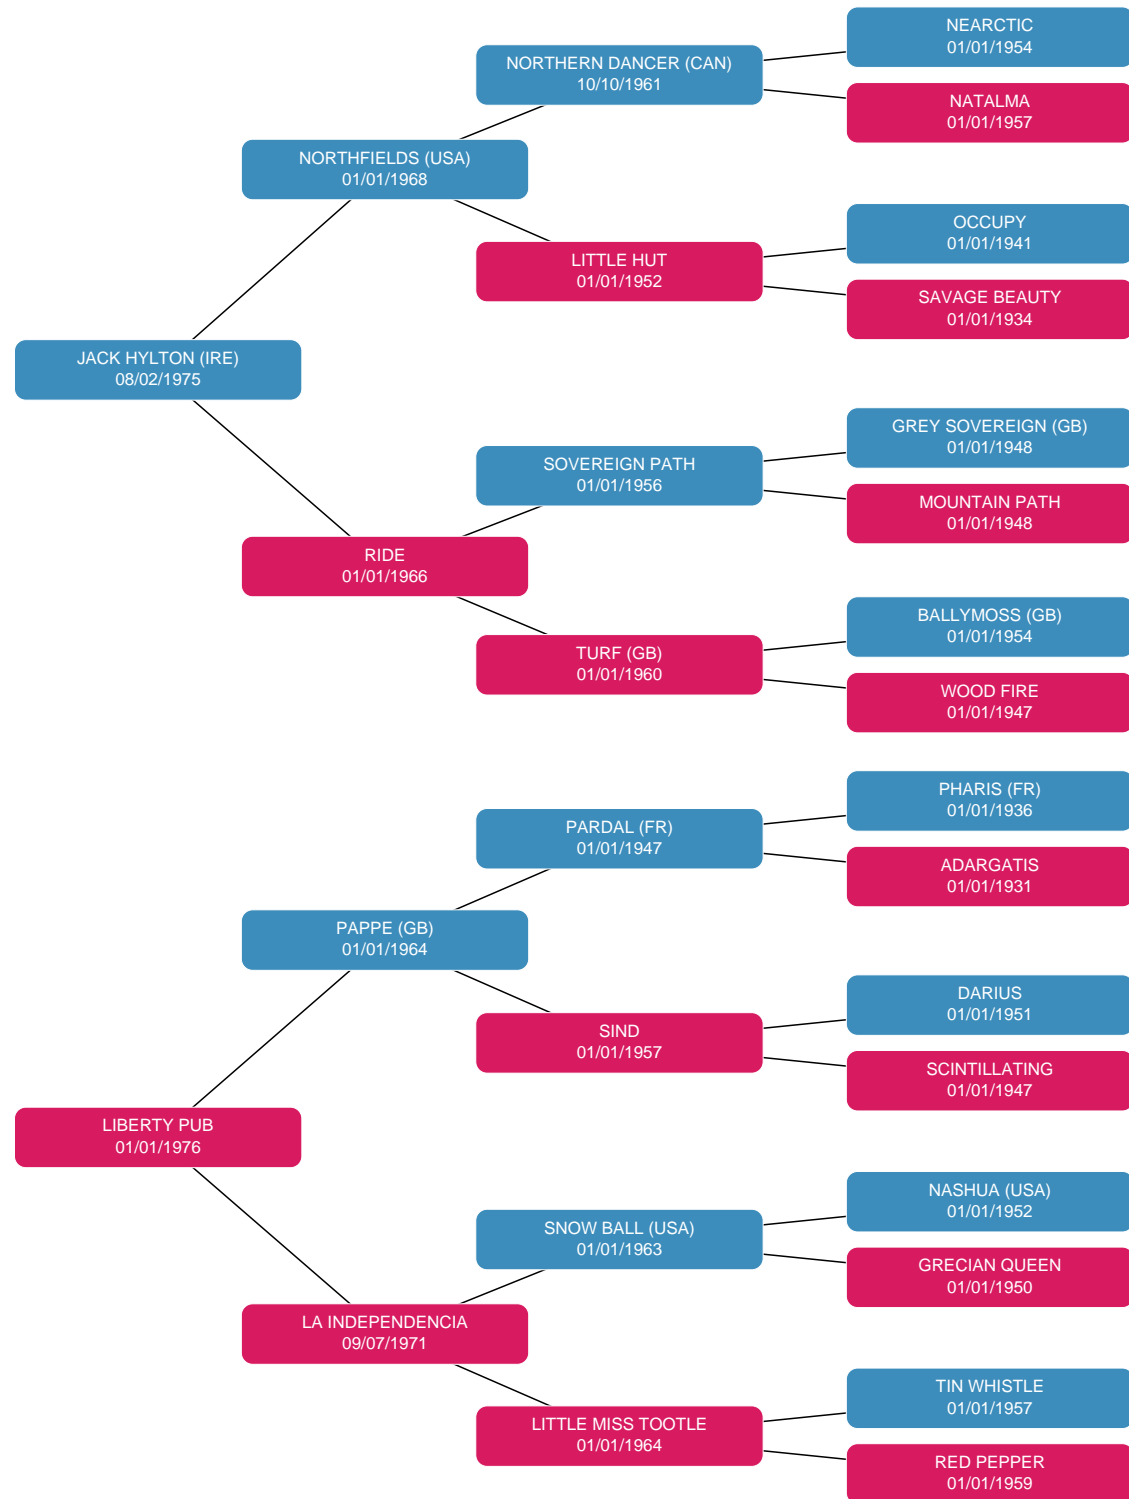 NEARCTIC
01/01/1954
NORTHERN DANCER (CAN)
10/10/1961
NATALMA
01/01/1957
NORTHFIELDS (USA)
01/01/1968
OCCUPY
01/01/1941
LITTLE HUT
01/01/1952
SAVAGE BEAUTY
01/01/1934
JACK HYLTON (IRE)
08/02/1975
GREY SOVEREIGN (GB)
01/01/1948
SOVEREIGN PATH
01/01/1956
MOUNTAIN PATH
01/01/1948
RIDE
01/01/1966
BALLYMOSS (GB)
01/01/1954
TURF (GB)
01/01/1960
WOOD FIRE
01/01/1947
PHARIS (FR)
01/01/1936
PARDAL (FR)
01/01/1947
ADARGATIS
01/01/1931
PAPPE (GB)
01/01/1964
DARIUS
01/01/1951
SIND
01/01/1957
SCINTILLATING
01/01/1947
LIBERTY PUB
01/01/1976
NASHUA (USA)
01/01/1952
SNOW BALL (USA)
01/01/1963
GRECIAN QUEEN
01/01/1950
LA INDEPENDENCIA
09/07/1971
TIN WHISTLE
01/01/1957
LITTLE MISS TOOTLE
01/01/1964
RED PEPPER
01/01/1959